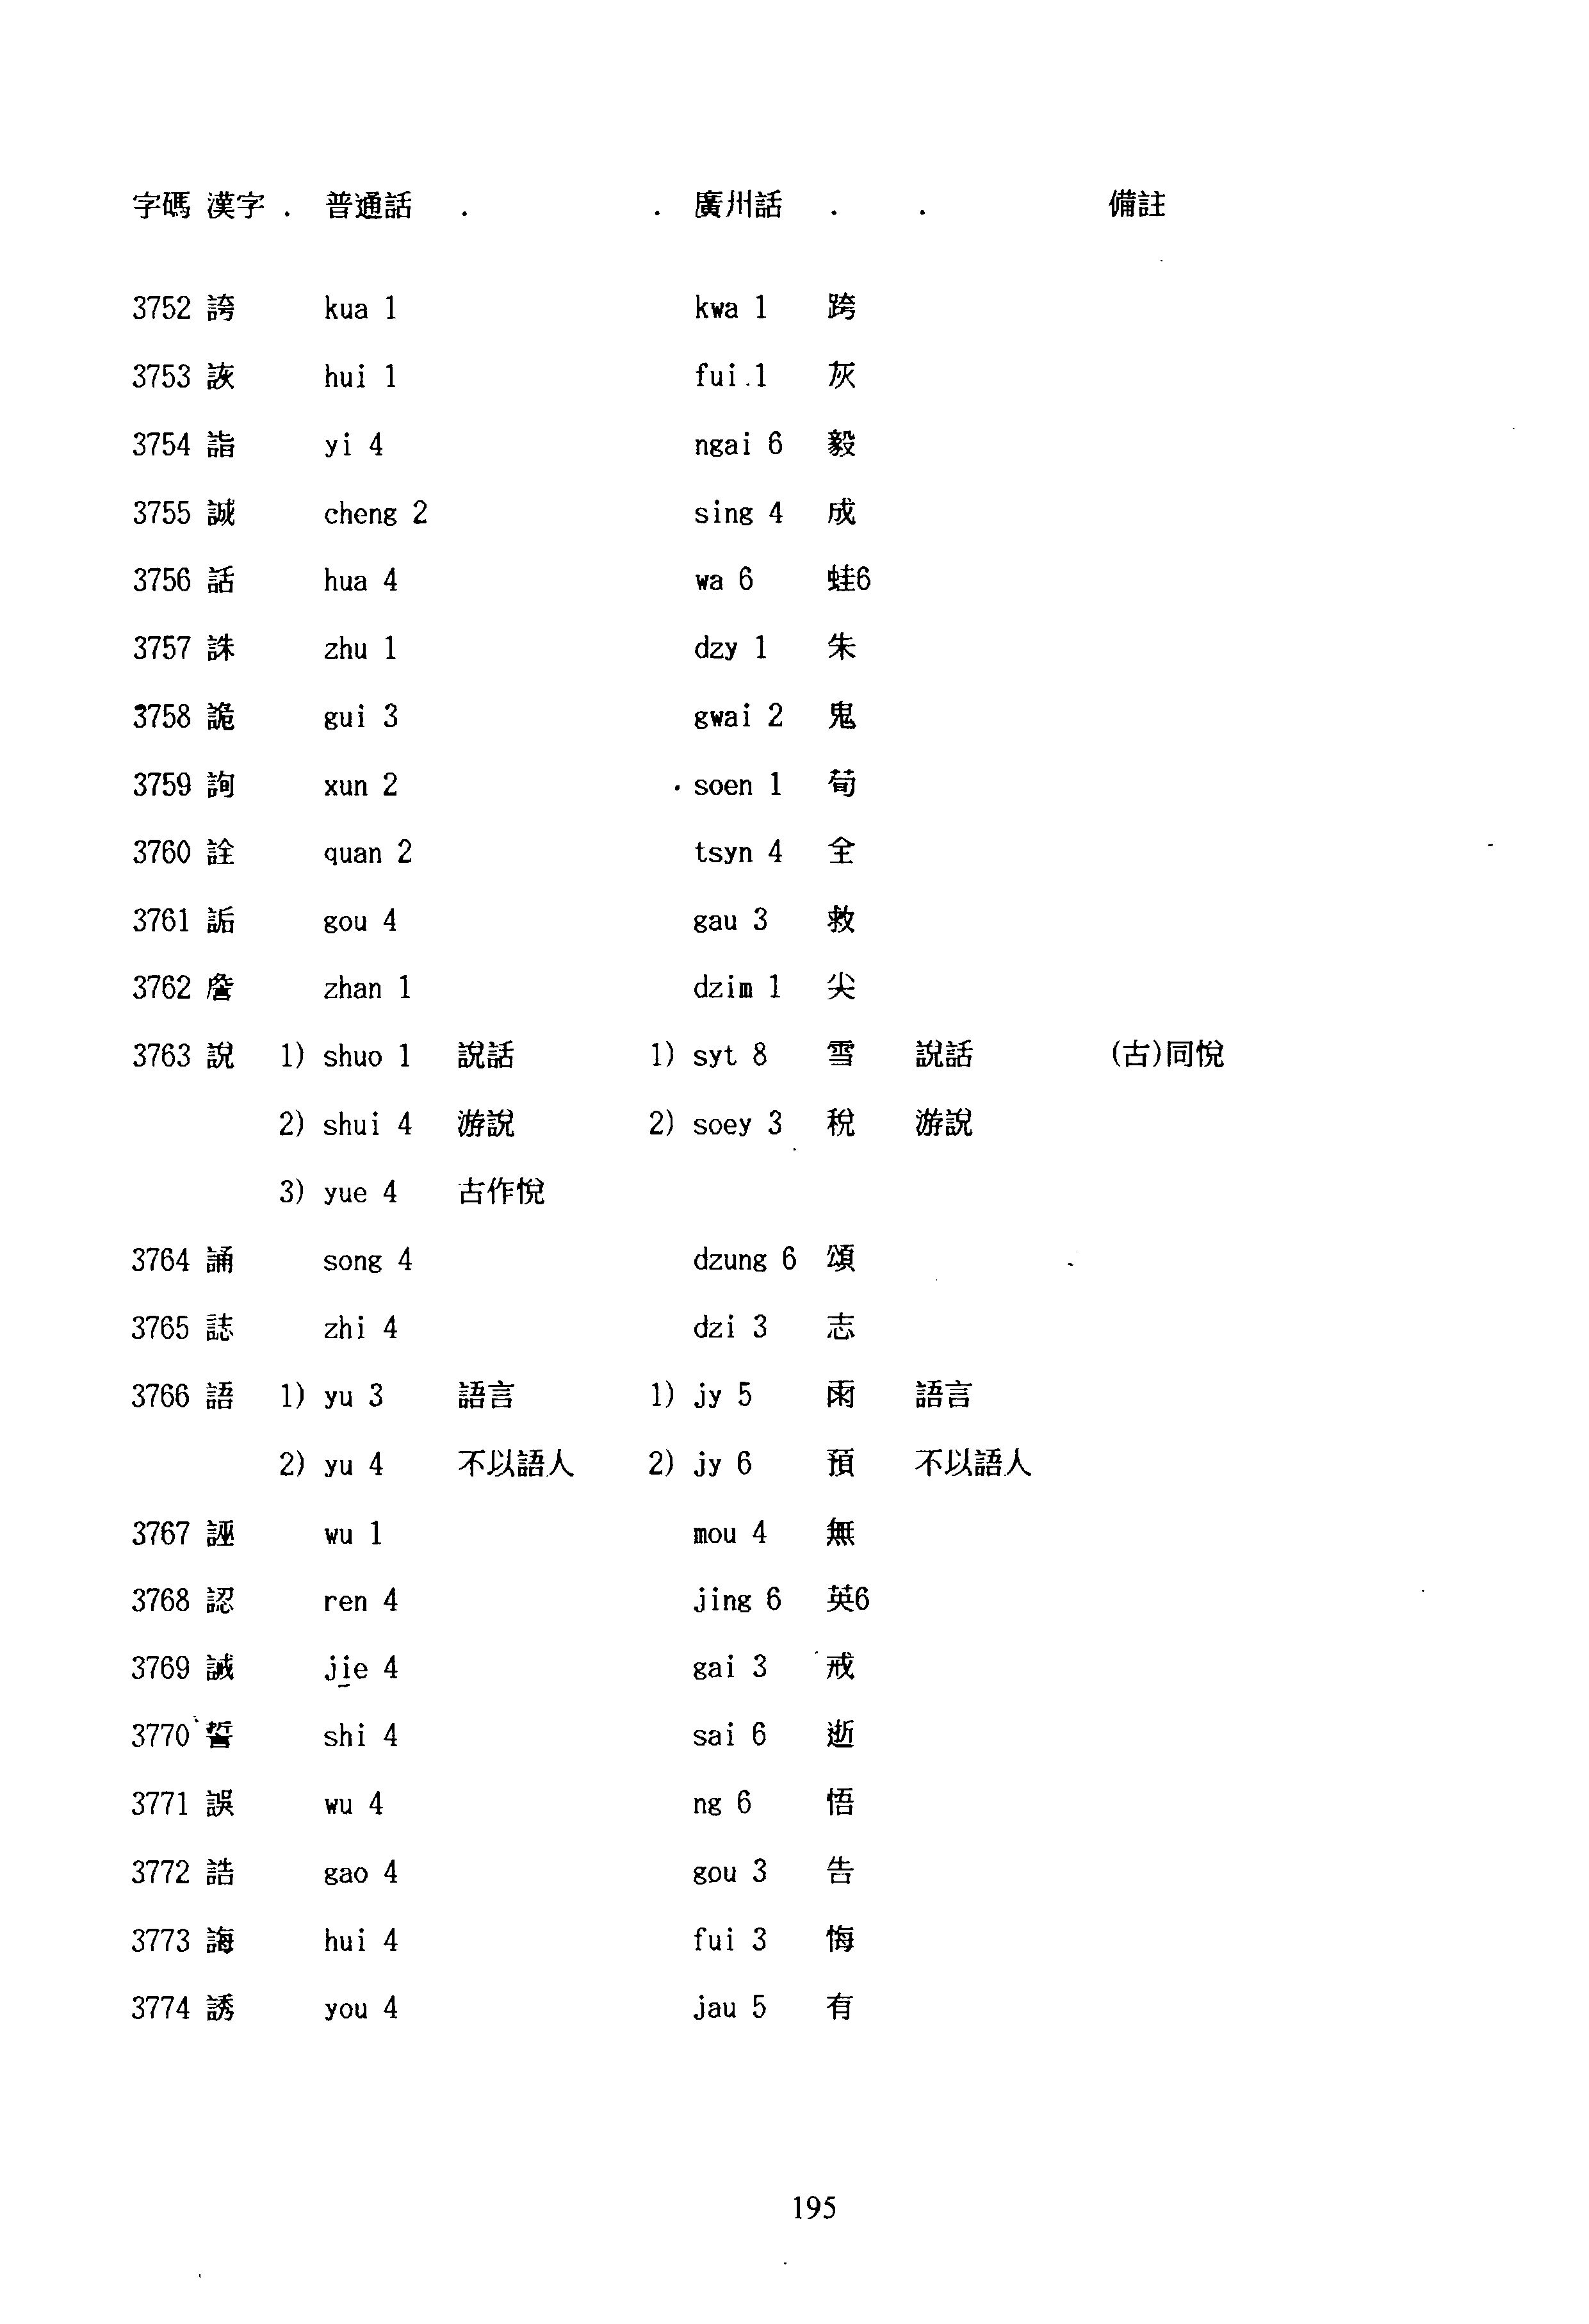 字碼 漢字 . 普通話 . . 廣州話 . . 備註
3752 誇 kua 1 kwa 1 跨
3753 詼 hui 1 fui 1 灰
3754 詣 yi 4 ngai 6 毅
3755 誠 cheng 2 sing 4 成
3756 話 hua 4 wa 6 蛙6
3757 誅 zhu 1 dzy 1 朱
3758 詭 gui 3 gwai 2 鬼
3759 詢 xun 2 soen 1 荀
3760 詮 quan 2 tsyn 4 全
3761 詬 gou 4 gau 3 救
3762 詹 zhan 1 dzim 1 尖
3763 說 1) shuo 1 說話 1) syt 8 雪 說話 (古)同悅
2) shui 4 游說 2) soey 3 稅 游說
3) yue 4 古作悅
3764 誦 song 4 dzung 6 頌
3765 誌 zhi 4 dzi 3 志
3766 語 1) yu 3 語言 1) jy 5 雨 語言
2) yu 4 不以語人 2) jy 6 預 不以語人
3767 誣 wu 1 mou 4 無
3768 認 ren 4 jing 6 英6
3769 誡 jie 4 gai 3 戒
3770 誓 shi 4 sai 6 逝
3771 誤 wu 4 ng 6 悟
3772 誥 gao 4 gou 3 告
3773 誨 hui 4 fui 3 悔
3774 誘 you 4 jau 5 有
195